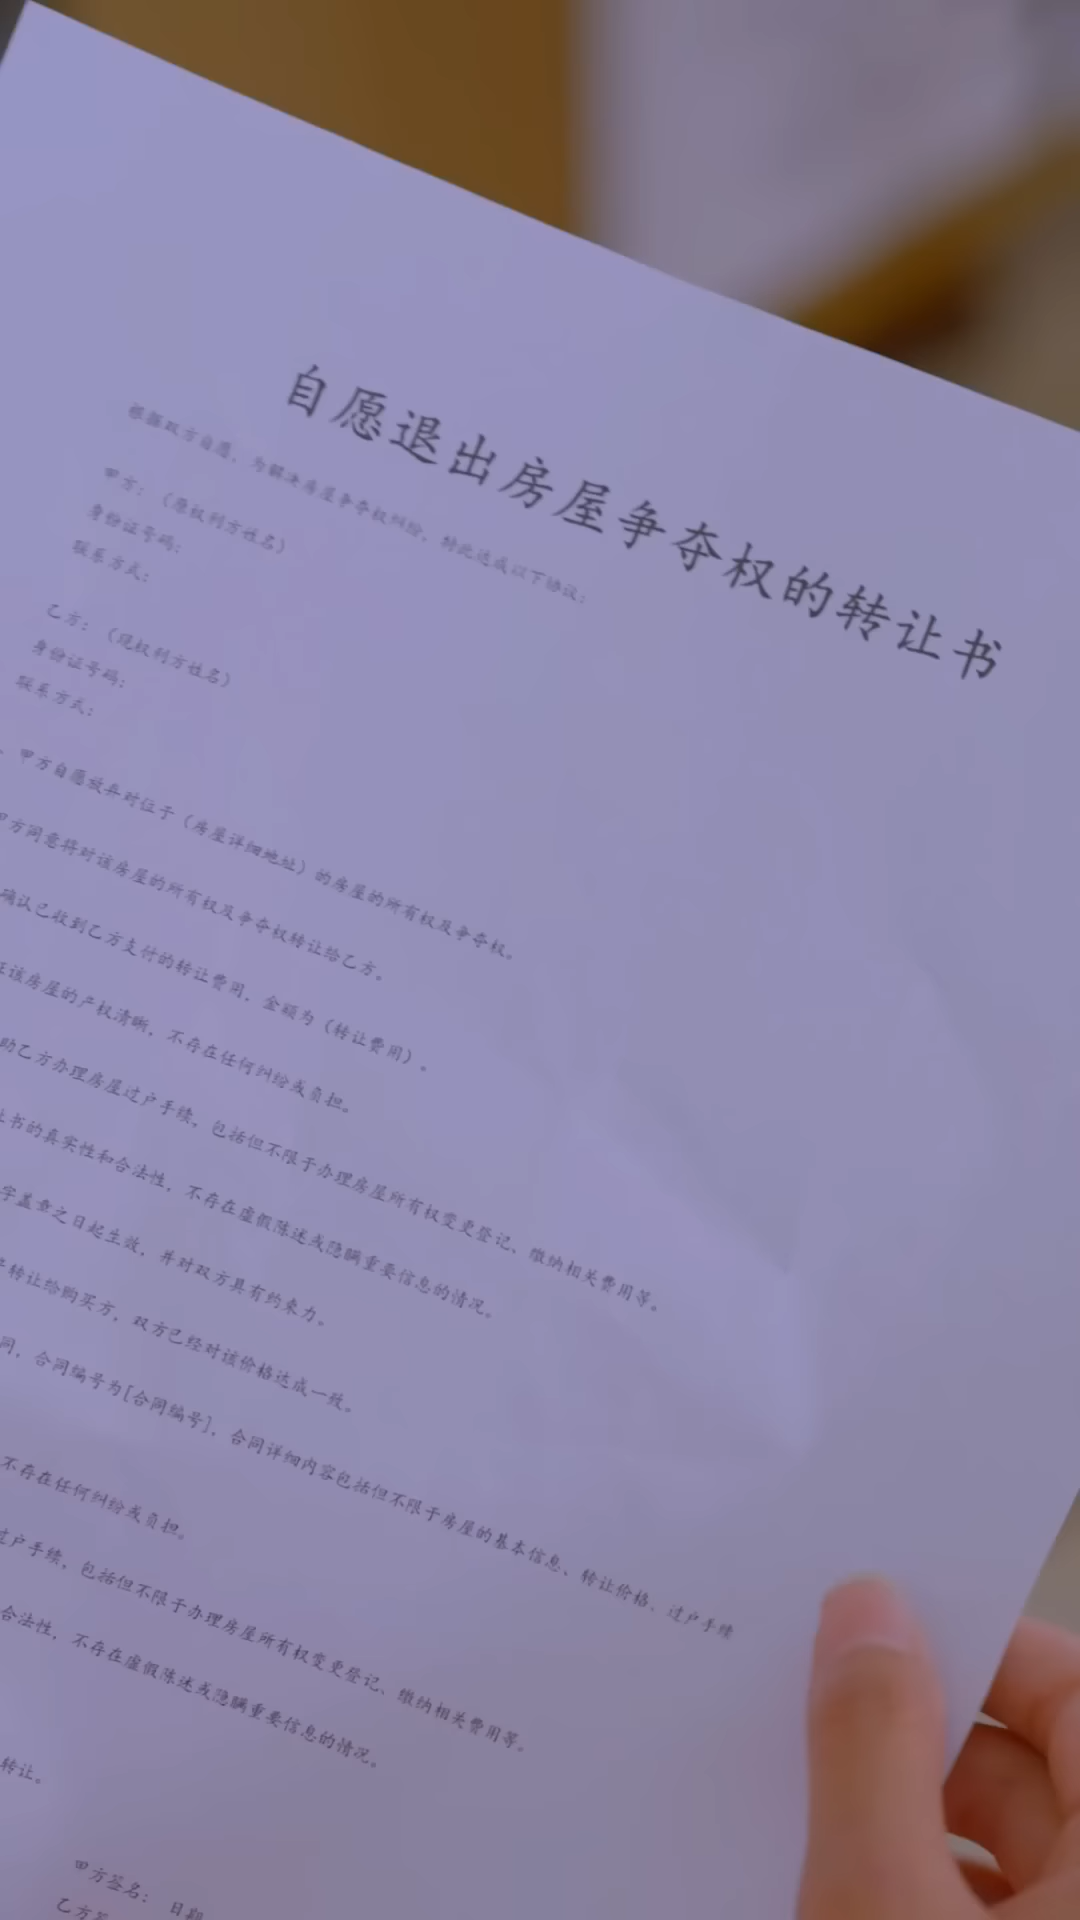 自愿退出房屋争夺权的转让书
根据双方自愿，为解决房屋争夺权纠纷，特此达成以下协议：
甲方：（原权利方姓名）
身份证号码：
联系方式：
乙方：（现权利方姓名）
身份证号码：
联系方式：
、甲方自愿放弃对位于（房屋详细地址）的房屋的所有权及争夺权。
甲方同意将对该房屋的所有权及争夺权转让给乙方。
确认已收到乙方支付的转让费用，金额为（转让费用）。
该房屋的产权清晰，不存在任何纠纷或负担。
助乙方办理房屋过户手续，包括但不限于办理房屋所有权变更登记、缴纳相关费用等。
书的真实性和合法性，不存在虚假陈述或隐瞒重要信息的情况。
字盖章之日起生效，并对双方具有约束力。
转让给购买方，双方已经对该价格达成一致。
同，合同编号为[合同编号]，合同详细内容包括但不限于房屋的基本信息、转让价格、过户手续
不存在任何纠纷或负担。
过户手续，包括但不限于办理房屋所有权变更登记、缴纳相关费用等。
合法性，不存在虚假陈述或隐瞒重要信息的情况。
转让。
甲方签名： 日期
乙方签